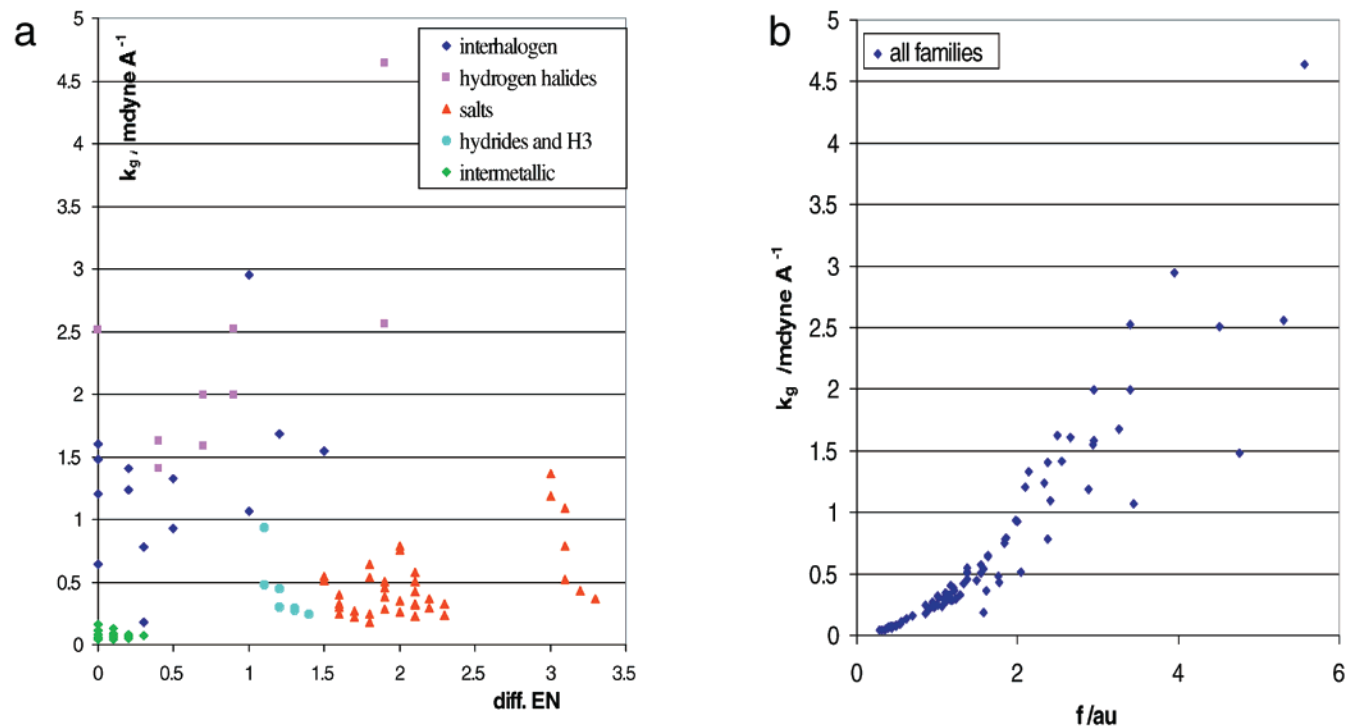 a
kg, mdyne A-1
5
4.5
4
3.5
3
2.5
2
1.5
1
0.5
0
interhalogen
hydrogen halides
salts
hydrides and H3
intermetallic
0 0.5 1 1.5 2 2.5 3 3.5
diff. EN
b
kg /mdyne A-1
5
4.5
4
3.5
3
2.5
2
1.5
1
0.5
0
all families
0 2 4 6
f/au